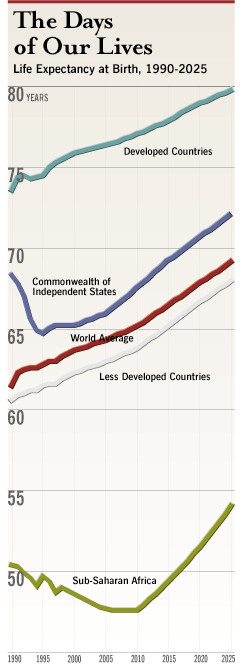 The Days
of Our Lives
Life Expectancy at Birth, 1990-2025
80 YEARS
Developed Countries
75
70
Commonwealth of
Independent States
65
World Average
Less Developed Countries
60
55
50
Sub-Saharan Africa
1990 1995 2000 2005 2010 2015 2020 2025